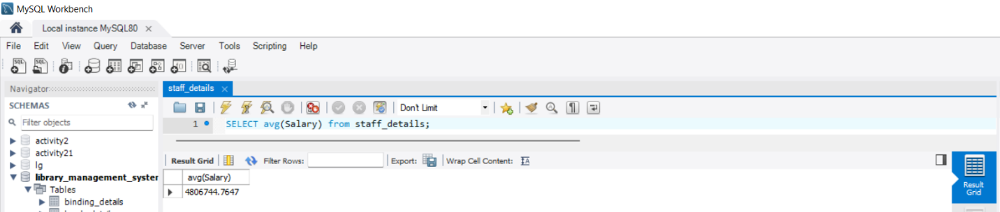 MySQL Workbench
Local instance MySQL80
File Edit View Query Database Server Tools Scripting Help
Navigator
staff_details
SCHEMAS
Don't Limit
Filter objects
1 SELECT avg(Salary) from staff_details;
activity2
activity21
lg
library_management_system
Tables
binding_details
Result Grid Filter Rows: Export: Wrap Cell Content:
avg(Salary)
4806744.7647
Result
Grid